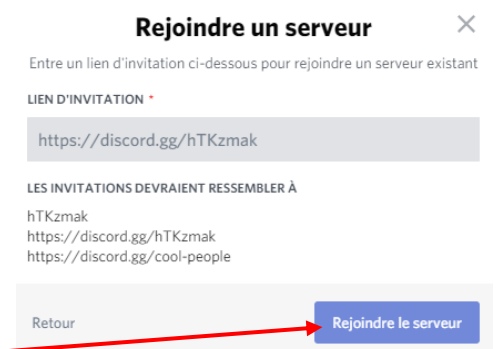 Rejoindre un serveur
Entre un lien d'invitation ci-dessous pour rejoindre un serveur existant
LIEN D'INVITATION *
https://discord.gg/hTKzmak
LES INVITATIONS DEVRAIENT RESSEMBLER À
hTKzmak
https://discord.gg/hTKzmak
https://discord.gg/cool-people
Retour
Rejoindre le serveur